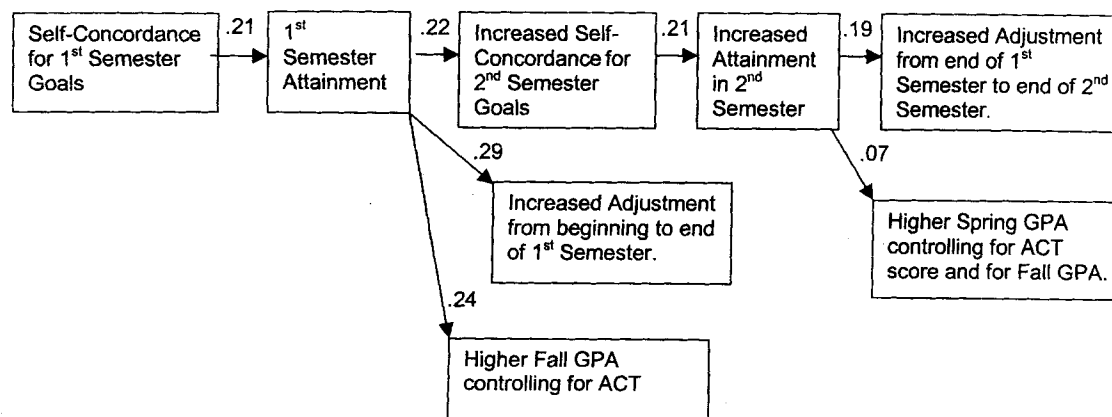 Self-Concordance
for 1st Semester
Goals
.21
1st
Semester
Attainment
.22
Increased Self-
Concordance for
2nd Semester
Goals
.21
Increased
Attainment
in 2nd
Semester
.19
Increased Adjustment
from end of 1st
Semester to end of 2nd
Semester.
.29
Increased Adjustment
from beginning to end
of 1st Semester.
.07
Higher Spring GPA
controlling for ACT
score and for Fall GPA.
.24
Higher Fall GPA
controlling for ACT